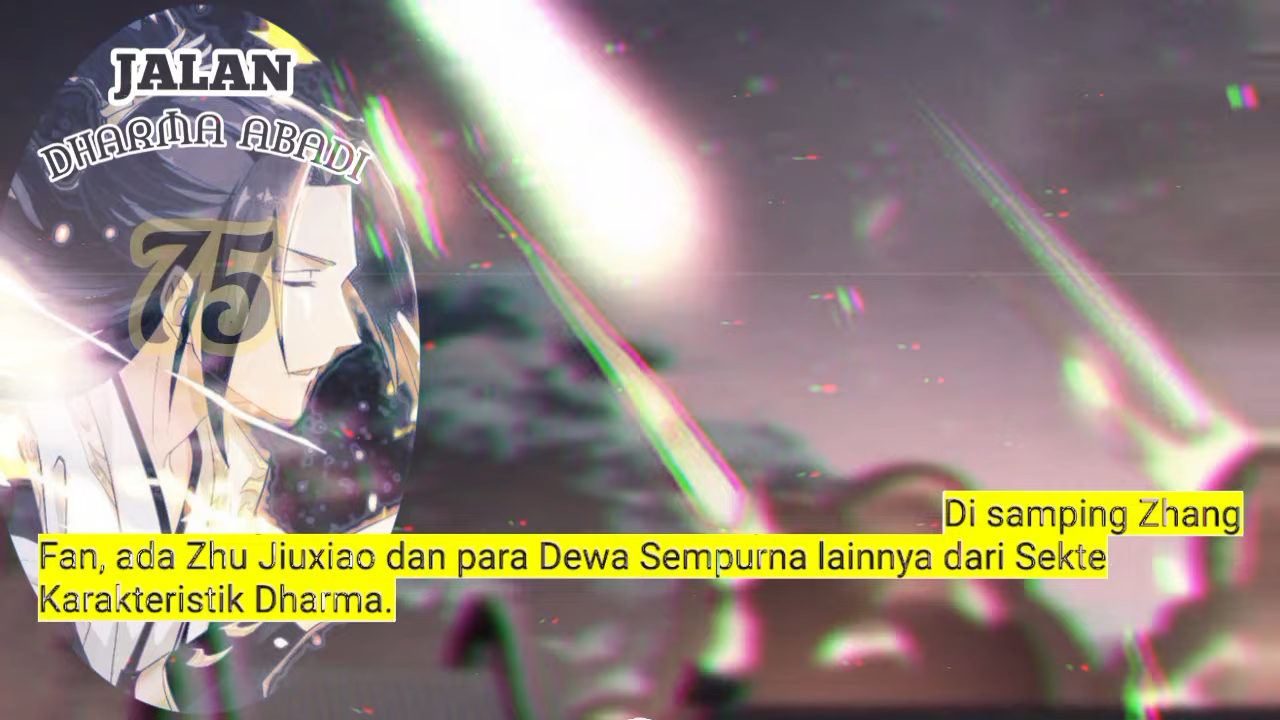 JALAN
DHARMA ABADI
75
Di samping Zhang
Fan, ada Zhu Jiuxiao dan para Dewa Sempurna lainnya dari Sekte
Karakteristik Dharma.